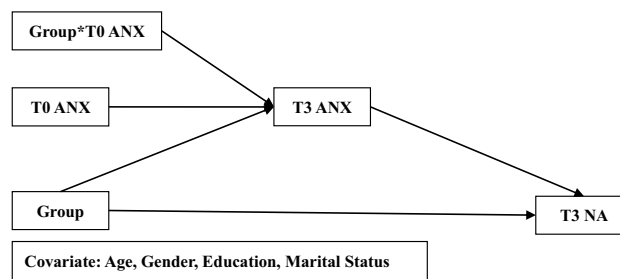 Group*T0 ANX
T0 ANX
T3 ANX
Group
T3 NA
Covariate: Age, Gender, Education, Marital Status